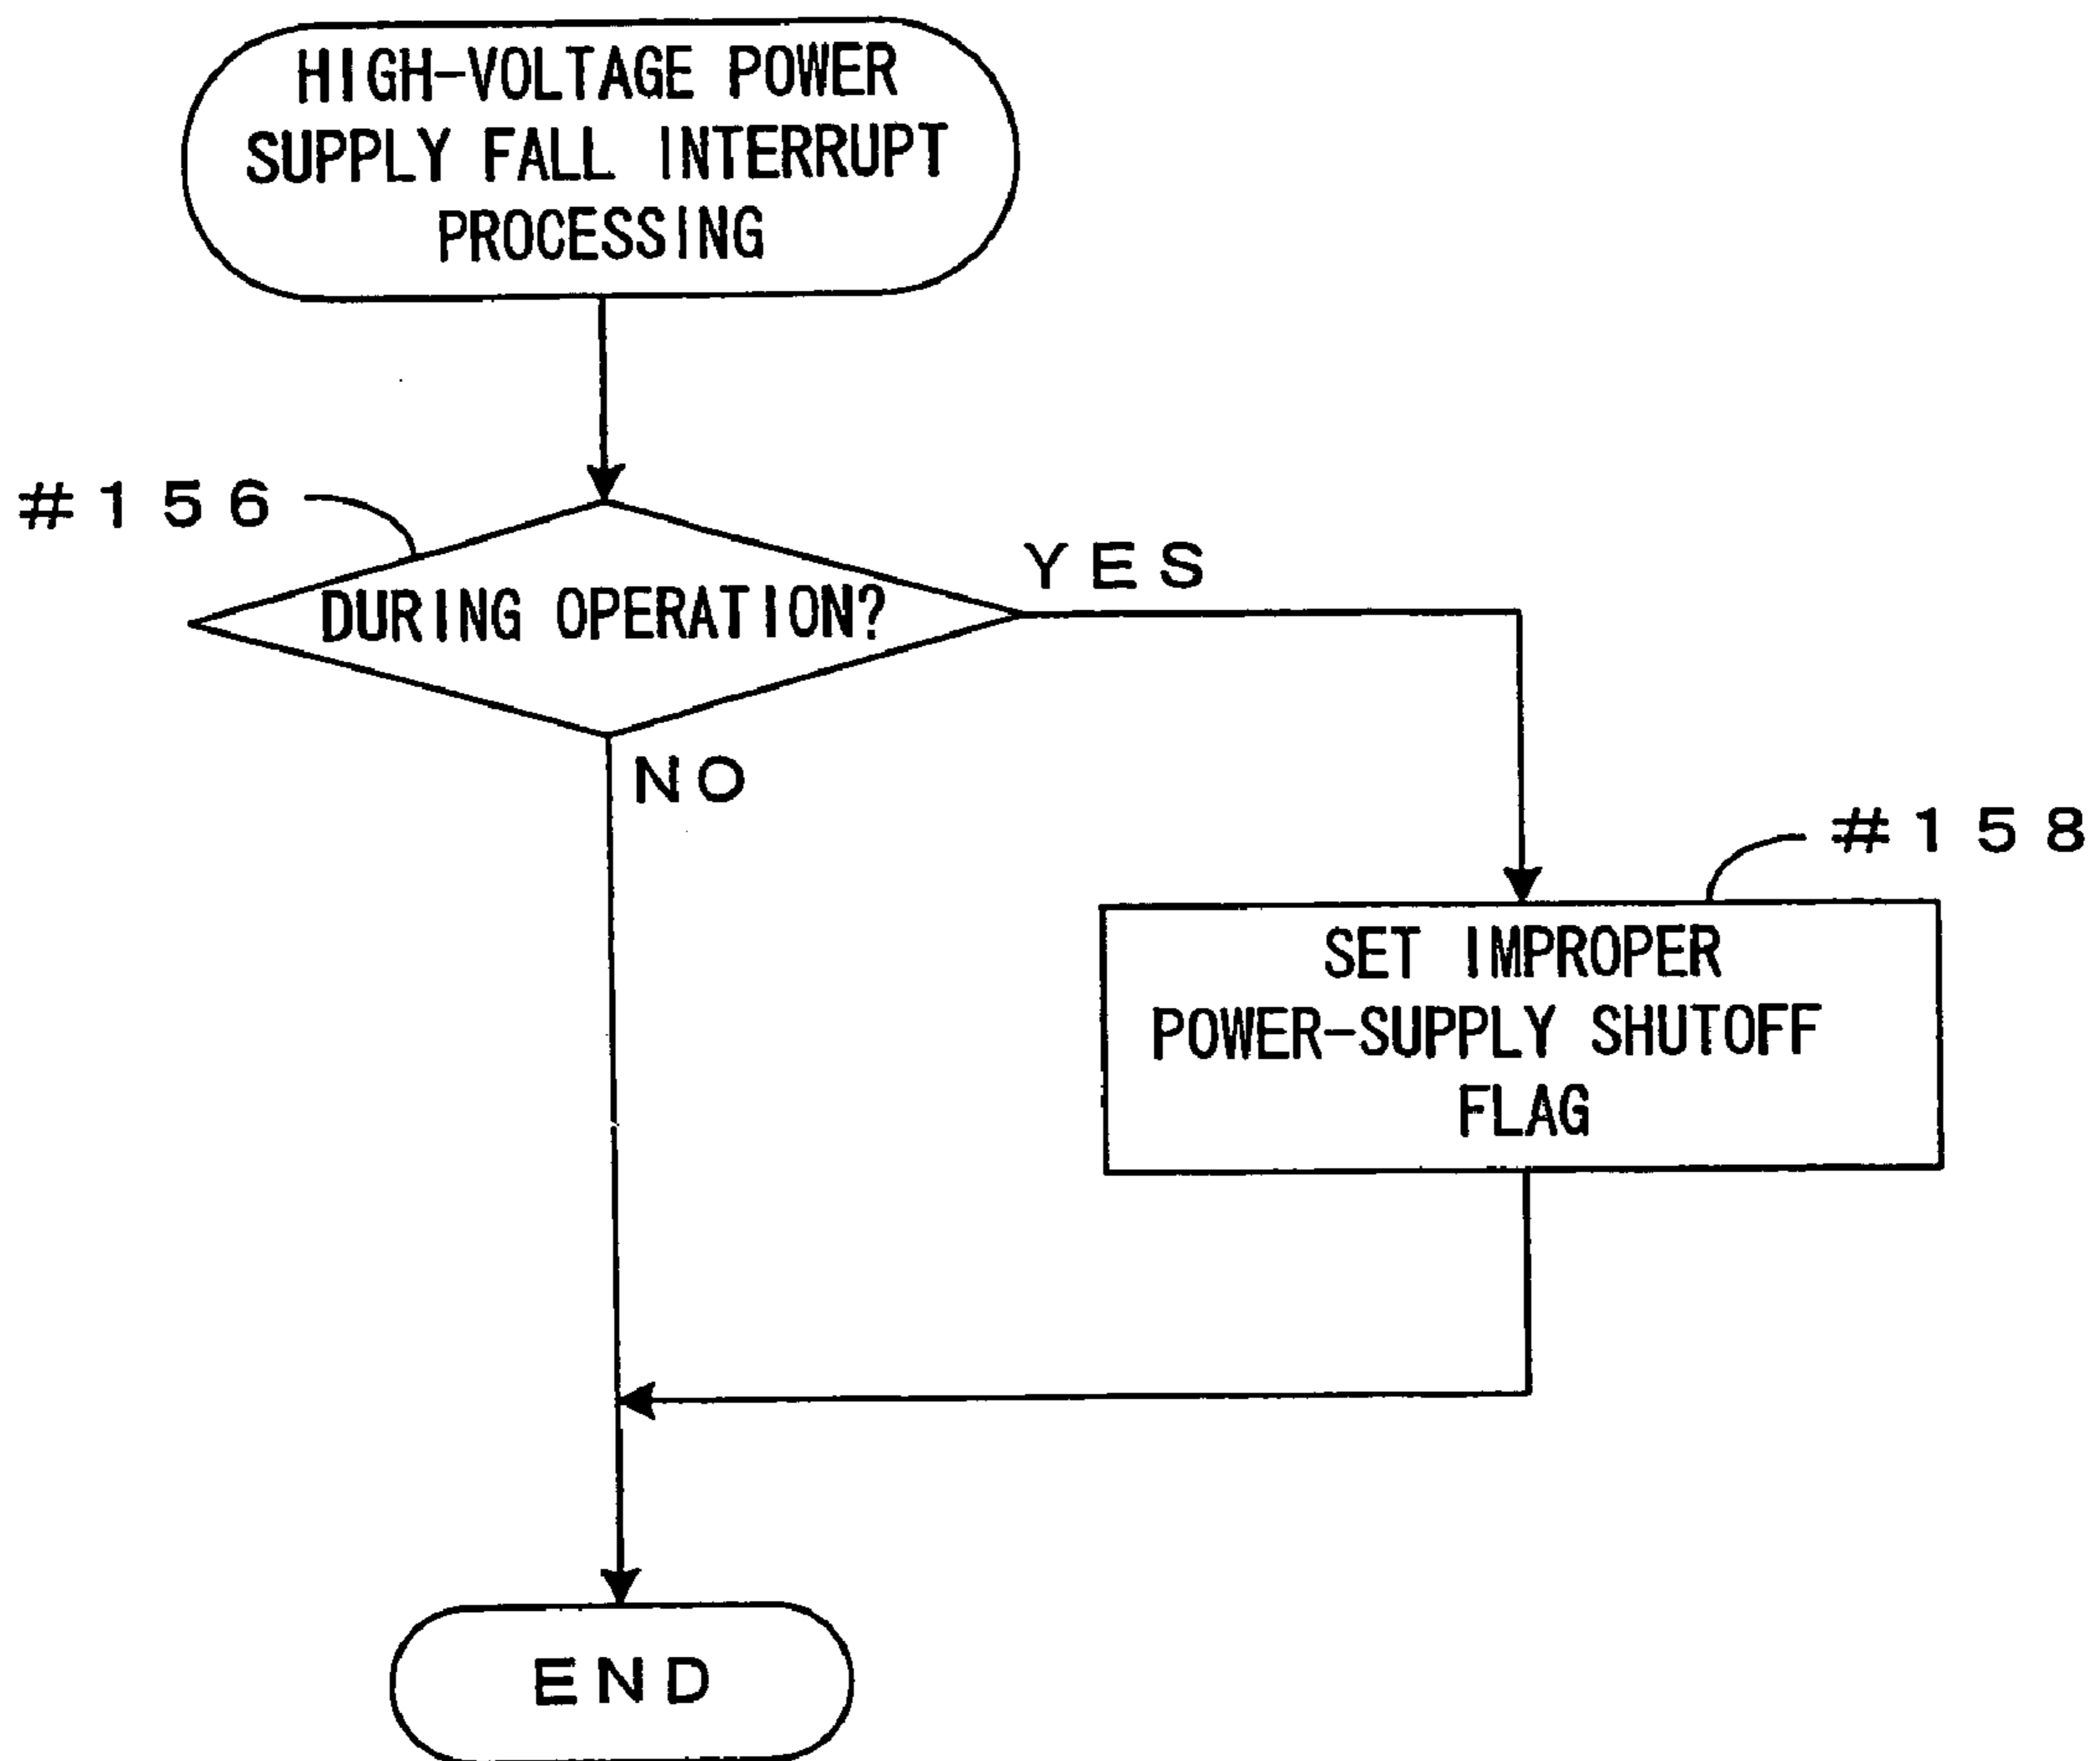 HIGH-VOLTAGE POWER
SUPPLY FALL INTERRUPT
PROCESSING
#156
DURING OPERATION?
YES
NO
#158
SET IMPROPER
POWER-SUPPLY SHUTOFF
FLAG
END